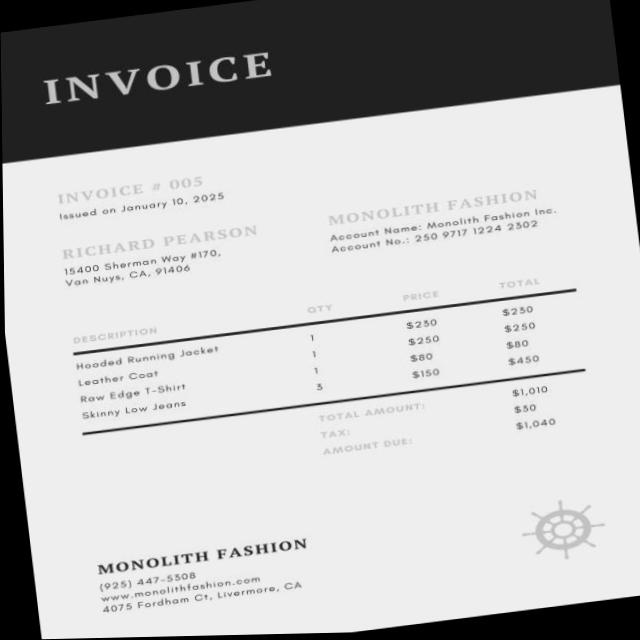 INVOICE
INVOICE # 005
Issued on January 10, 2025
RICHARD PEARSON
15400 Sherman Way #170,
Van Nuys, CA, 91406
MONOLITH FASHION
Account Name: Monolith Fashion Inc.
Account No.: 250 9717 1224 2302
DESCRIPTION QTY PRICE TOTAL
Hooded Running Jacket 1 $230 $230
Leather Coat 1 $250 $250
Raw Edge T-Shirt 1 $80 $80
Skinny Low Jeans 3 $150 $450
TOTAL AMOUNT: $1,010
TAX: $30
AMOUNT DUE: $1,040
MONOLITH FASHION
(925) 447-5308
www.monolithfashion.com
4075 Fordham Ct, Livermore, CA